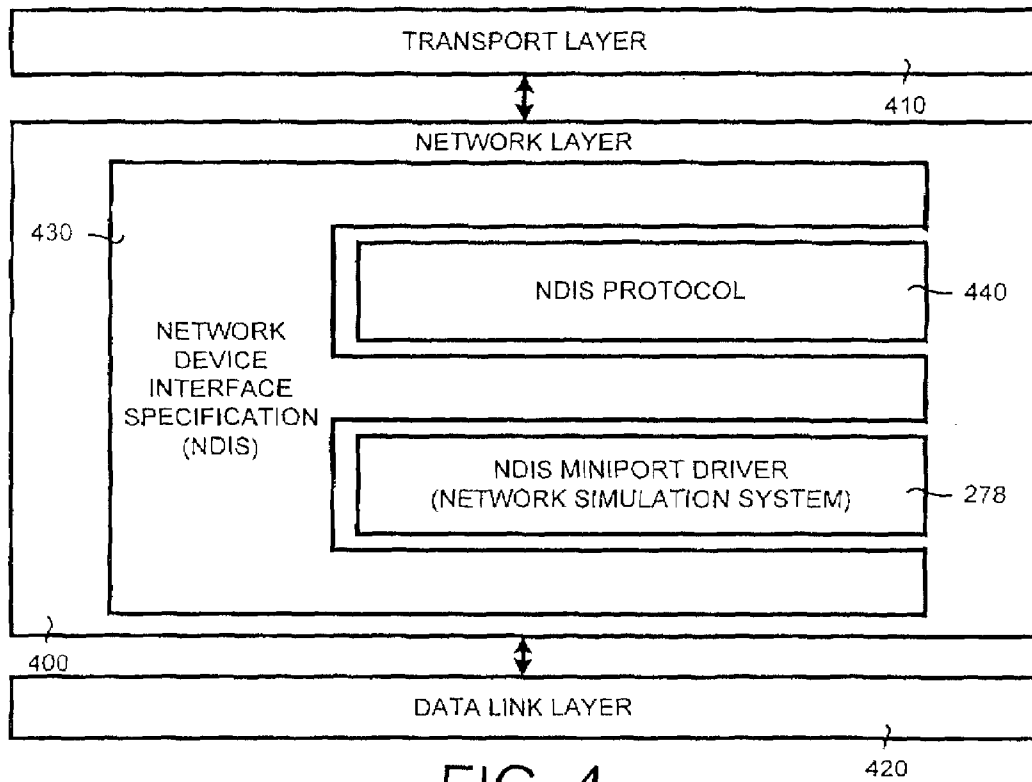 TRANSPORT LAYER
410
NETWORK LAYER
430
NDIS PROTOCOL
440
NETWORK
DEVICE
INTERFACE
SPECIFICATION
(NDIS)
NDIS MINIPORT DRIVER
(NETWORK SIMULATION SYSTEM)
278
400
DATA LINK LAYER
420
FIG. 4